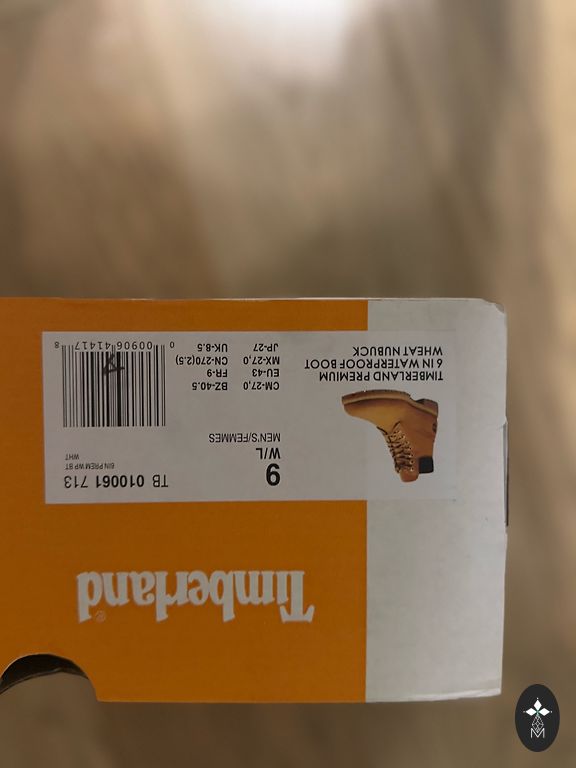 TIMBERLAND PREMIUM
6 IN WATERPROOF BOOT
WHEAT NUBUCK
Timberland®
TB 010061 713
6IN PREM WP BT
WHT
9
W/L
MEN'S/FEMMES
CM-27,0 BZ-40.5
EU-43 FR-9
MX-27,0 CN-270(2.5)
JP-27 UK-8.5
0 00906 41417 8
M